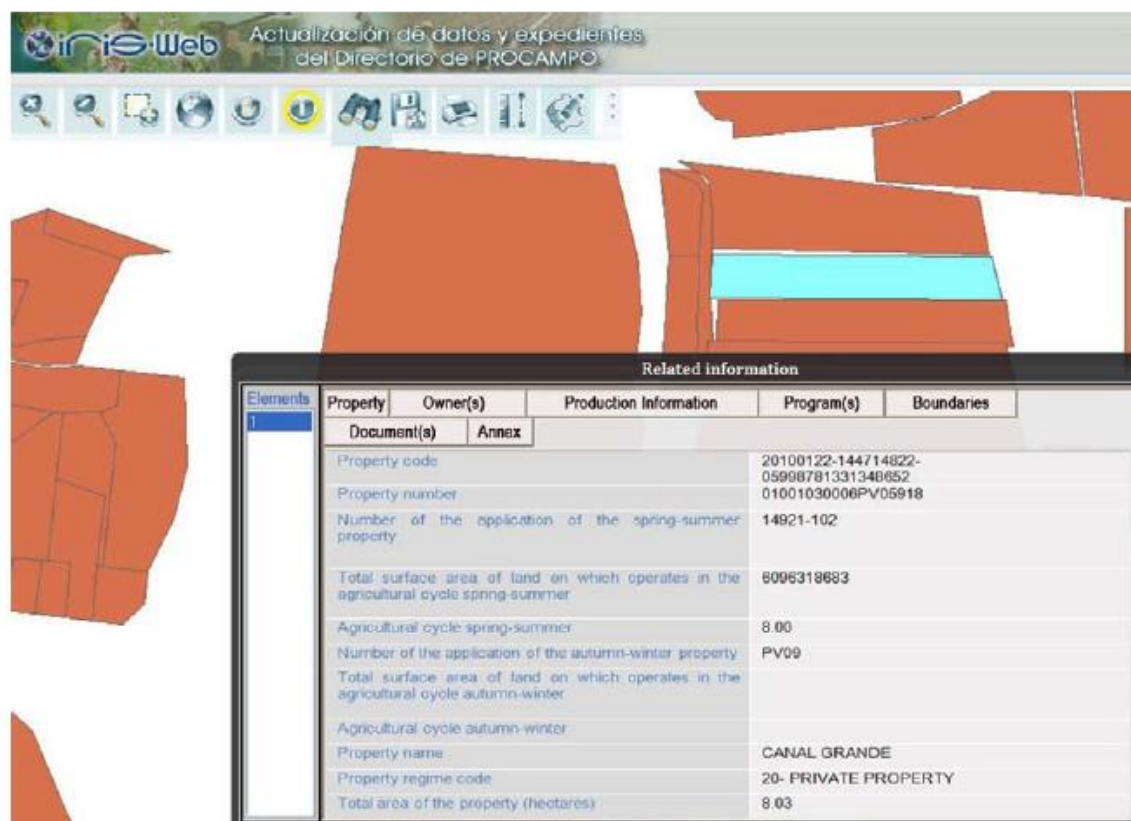 iris-Web
Actualización de datos y expedientes
del Directorio de PROCAMPO
Related information
Elements
1
Property Owner(s) Production Information Program(s) Boundaries
Document(s) Annex
Property code 20100122-144714822-
05998781331348652
Property number 01001030006PV05918
Number of the application of the spring-summer 14921-102
property
Total surface area of land on which operates in the 6096318683
agricultural cycle spring-summer
Agricultural cycle spring-summer 8.00
Number of the application of the autumn-winter property PV09
Total surface area of land on which operates in the
agricultural cycle autumn-winter
Agricultural cycle autumn-winter
Property name CANAL GRANDE
Property regime code 20- PRIVATE PROPERTY
Total area of the property (hectares) 8.03